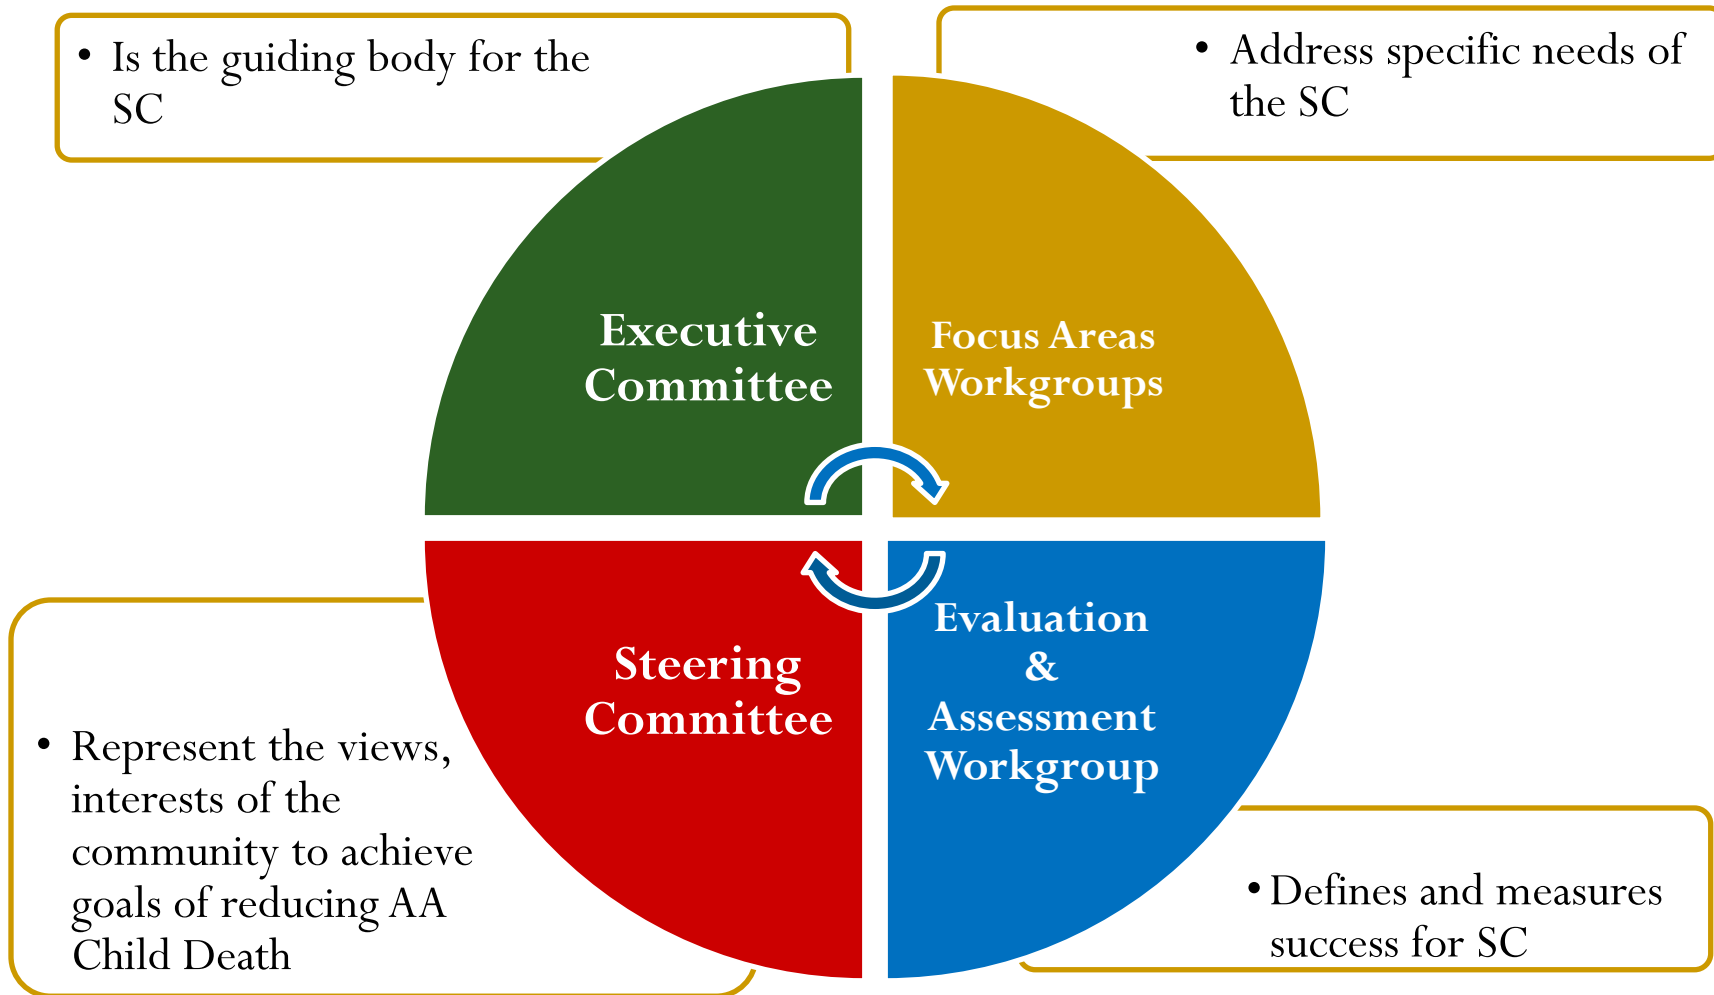 • Is the guiding body for the
SC
• Address specific needs of
the SC
Executive
Committee
Focus Areas
Workgroups
Steering
Committee
Evaluation
&
Assessment
Workgroup
• Represent the views,
interests of the
community to achieve
goals of reducing AA
Child Death
• Defines and measures
success for SC